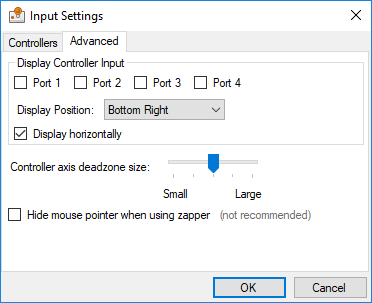 Input Settings
Controllers Advanced
Display Controller Input
Port 1 Port 2 Port 3 Port 4
Display Position: Bottom Right
Display horizontally
Controller axis deadzone size:
Small Large
Hide mouse pointer when using zapper (not recommended)
OK Cancel